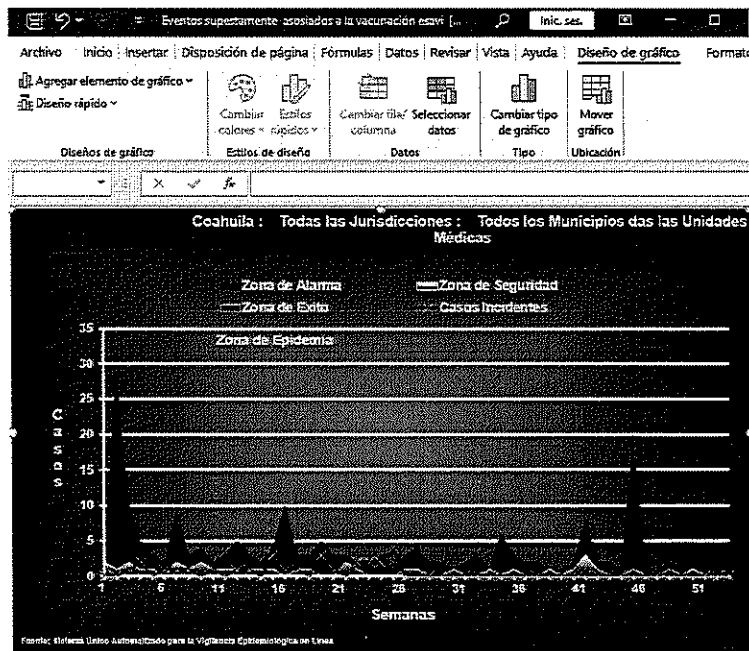 Eventos supestamente asosiados a la vacunación esavi [... Inic. ses.
Archivo Inicio Insertar Disposición de página Fórmulas Datos Revisar Vista Ayuda Diseño de gráfico Formato
Agregar elemento de gráfico
Diseño rápido
Cambiar colores
Estilos rápidos
Cambiar fila/ columna
Seleccionar datos
Cambiar tipo de gráfico
Mover gráfico
Diseños de gráfico Estilos de diseño Datos Tipo Ubicación
fx
Coahuila : Todas las Jurisdicciones : Todos los Municipios das las Unidades
Médicas
Zona de Alarma Zona de Seguridad
Zona de Exito Casos Incidentes
Zona de Epidemia
35
30
25
20
15
10
5
0
Casos
1 6 11 16 21 26 31 36 41 46 51
Semanas
Fuente: Sistema Único Automatizado para la Vigilancia Epidemiológica en Línea